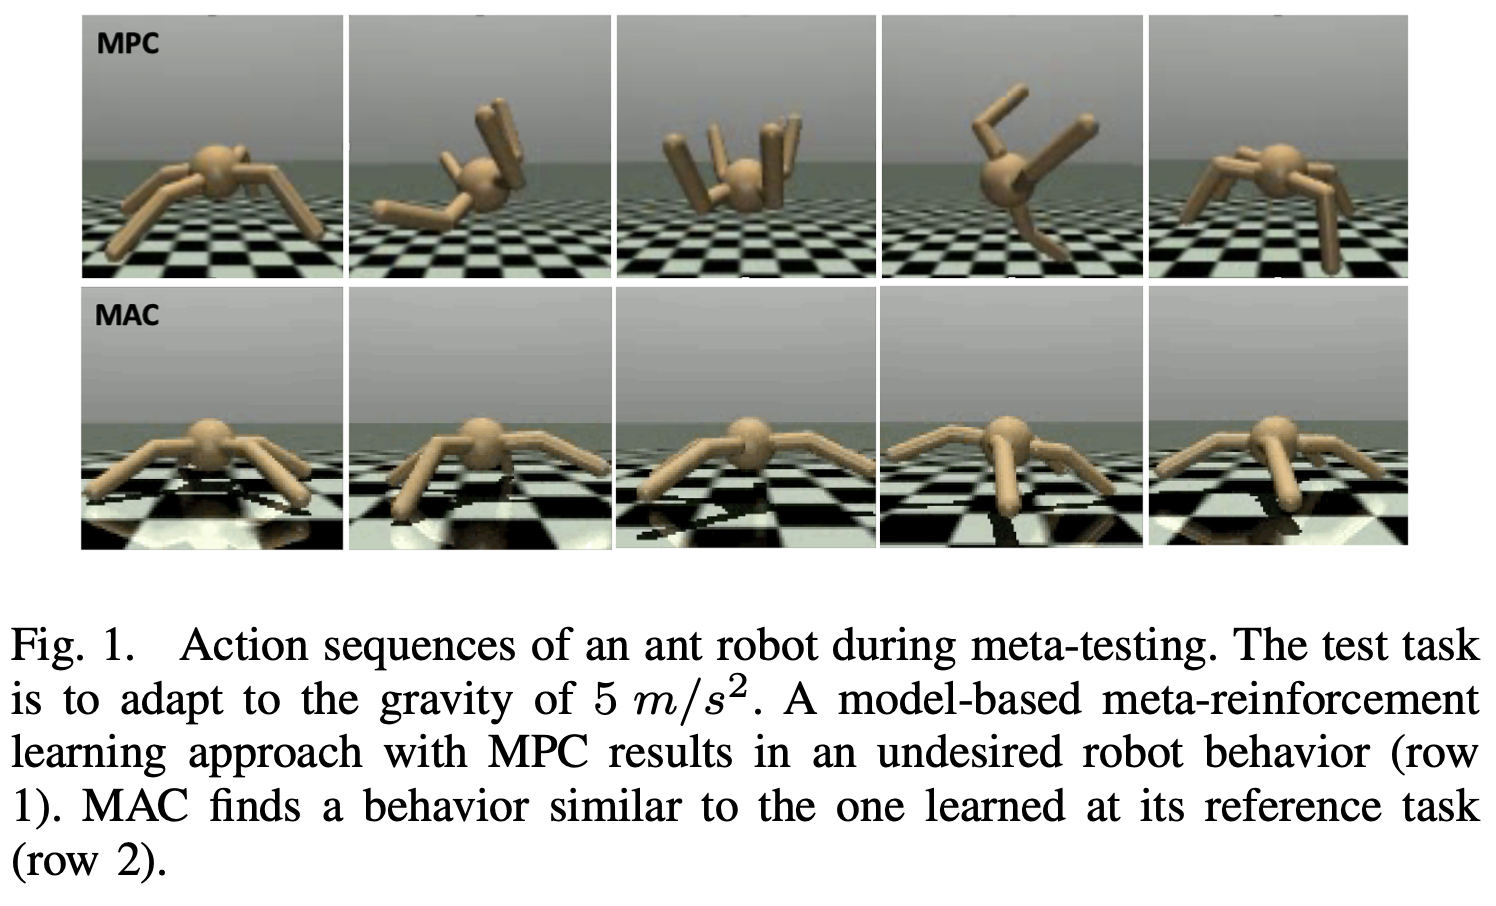 MPC
MAC
Fig. 1. Action sequences of an ant robot during meta-testing. The test task
is to adapt to the gravity of 5 m/s². A model-based meta-reinforcement
learning approach with MPC results in an undesired robot behavior (row
1). MAC finds a behavior similar to the one learned at its reference task
(row 2).